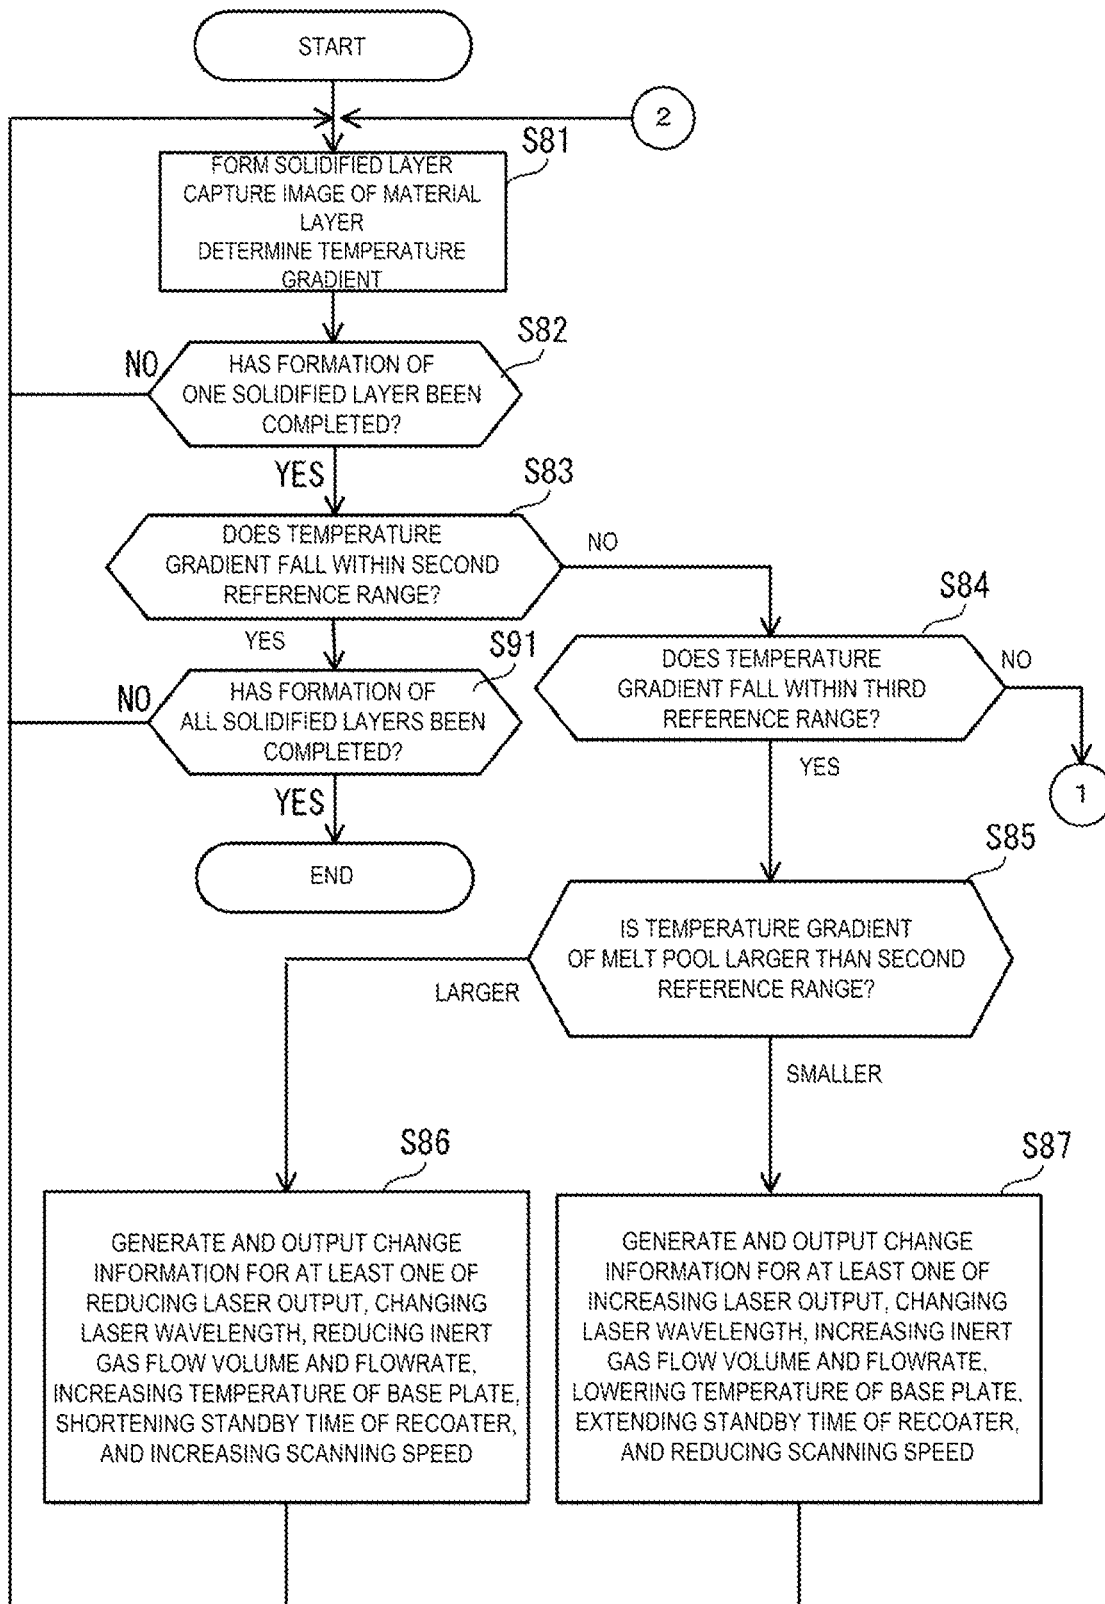 START
2
S81
FORM SOLIDIFIED LAYER
CAPTURE IMAGE OF MATERIAL
LAYER
DETERMINE TEMPERATURE
GRADIENT
S82
NO
HAS FORMATION OF
ONE SOLIDIFIED LAYER BEEN
COMPLETED?
YES
S83
DOES TEMPERATURE
GRADIENT FALL WITHIN SECOND
REFERENCE RANGE?
NO
YES
S84
DOES TEMPERATURE
GRADIENT FALL WITHIN THIRD
REFERENCE RANGE?
NO
YES
1
S91
NO
HAS FORMATION OF
ALL SOLIDIFIED LAYERS BEEN
COMPLETED?
YES
END
S85
IS TEMPERATURE GRADIENT
OF MELT POOL LARGER THAN SECOND
REFERENCE RANGE?
LARGER
SMALLER
S86
GENERATE AND OUTPUT CHANGE
INFORMATION FOR AT LEAST ONE OF
REDUCING LASER OUTPUT, CHANGING
LASER WAVELENGTH, REDUCING INERT
GAS FLOW VOLUME AND FLOWRATE,
INCREASING TEMPERATURE OF BASE PLATE,
SHORTENING STANDBY TIME OF RECOATER,
AND INCREASING SCANNING SPEED
S87
GENERATE AND OUTPUT CHANGE
INFORMATION FOR AT LEAST ONE OF
INCREASING LASER OUTPUT, CHANGING
LASER WAVELENGTH, INCREASING INERT
GAS FLOW VOLUME AND FLOWRATE,
LOWERING TEMPERATURE OF BASE PLATE,
EXTENDING STANDBY TIME OF RECOATER,
AND REDUCING SCANNING SPEED